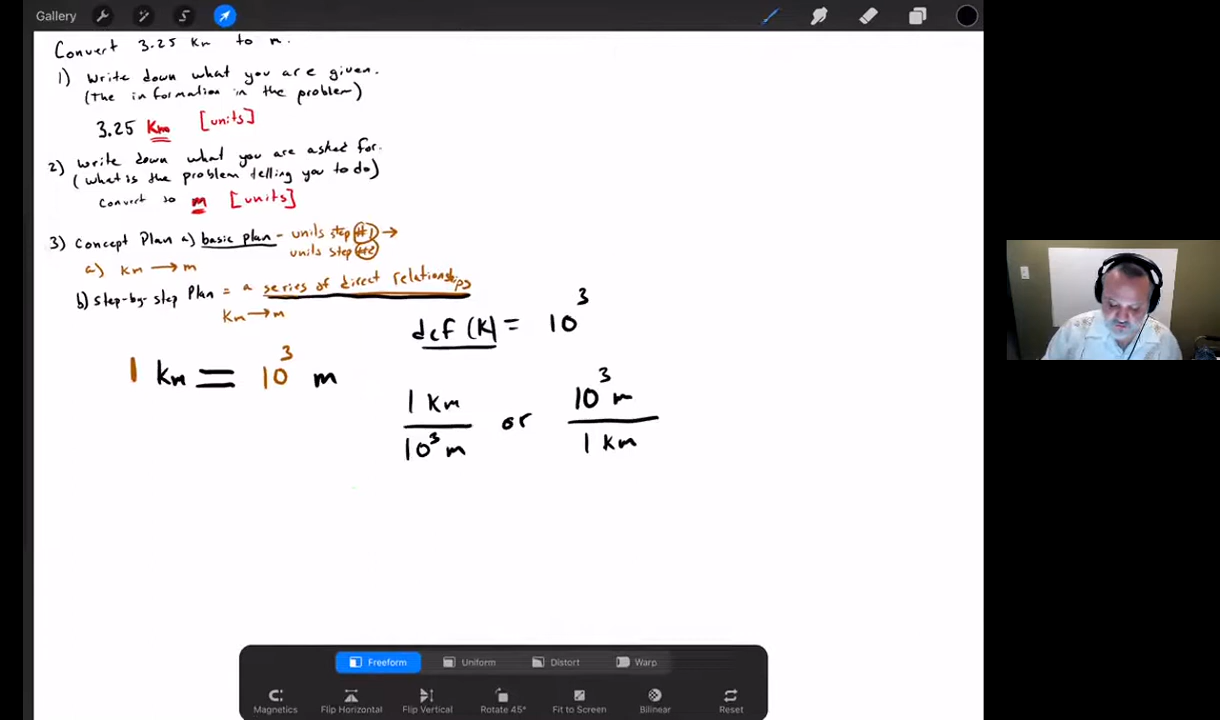 Gallery
Convert 3.25 Km to m.
1) Write down what you are given.
(The information in the problem)
3.25 Km [units]
2) Write down what you are asked for.
(What is the problem telling you to do)
Convert to m [units]
3) Concept Plan a) basic plan - units step #1 →
units step #2
a) Km → m
b) Step-by-step Plan = a series of direct relationships
Km → m
def (K) = 10³
1 Km = 10³ m
1 Km / 10³ m or 10³ m / 1 Km
Freeform Uniform Distort Warp
Magnetics Flip Horizontal Flip Vertical Rotate 45° Fit to Screen Bilinear Reset